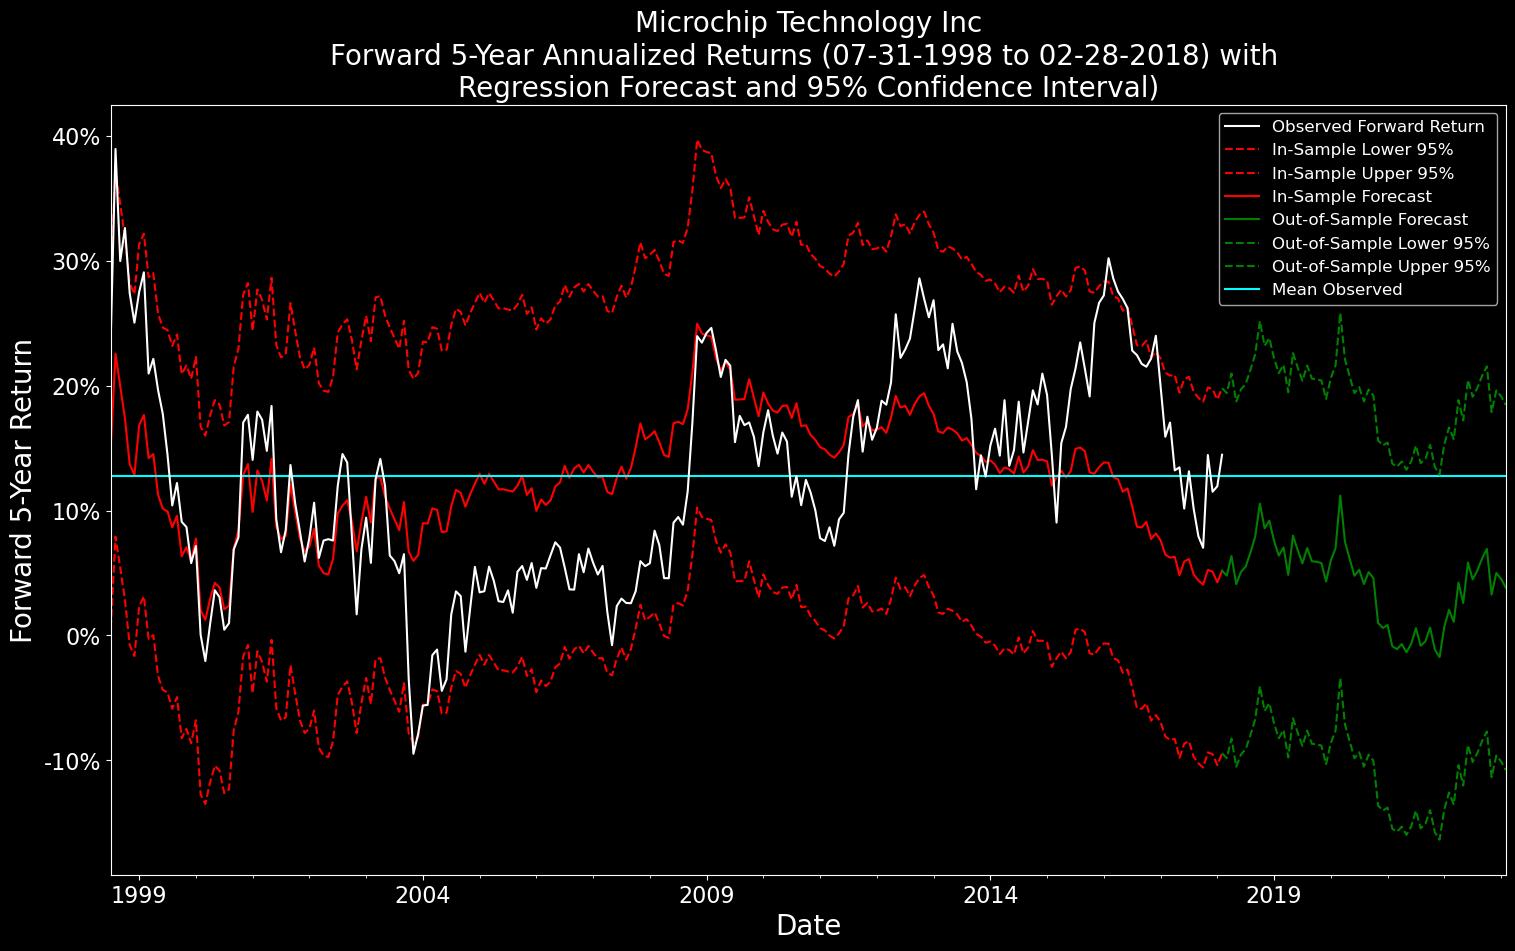 Microchip Technology Inc
Forward 5-Year Annualized Returns (07-31-1998 to 02-28-2018) with
Regression Forecast and 95% Confidence Interval)
Observed Forward Return
In-Sample Lower 95%
In-Sample Upper 95%
In-Sample Forecast
Out-of-Sample Forecast
Out-of-Sample Lower 95%
Out-of-Sample Upper 95%
Mean Observed
Forward 5-Year Return
40%
30%
20%
10%
0%
-10%
1999
2004
2009
2014
2019
Date